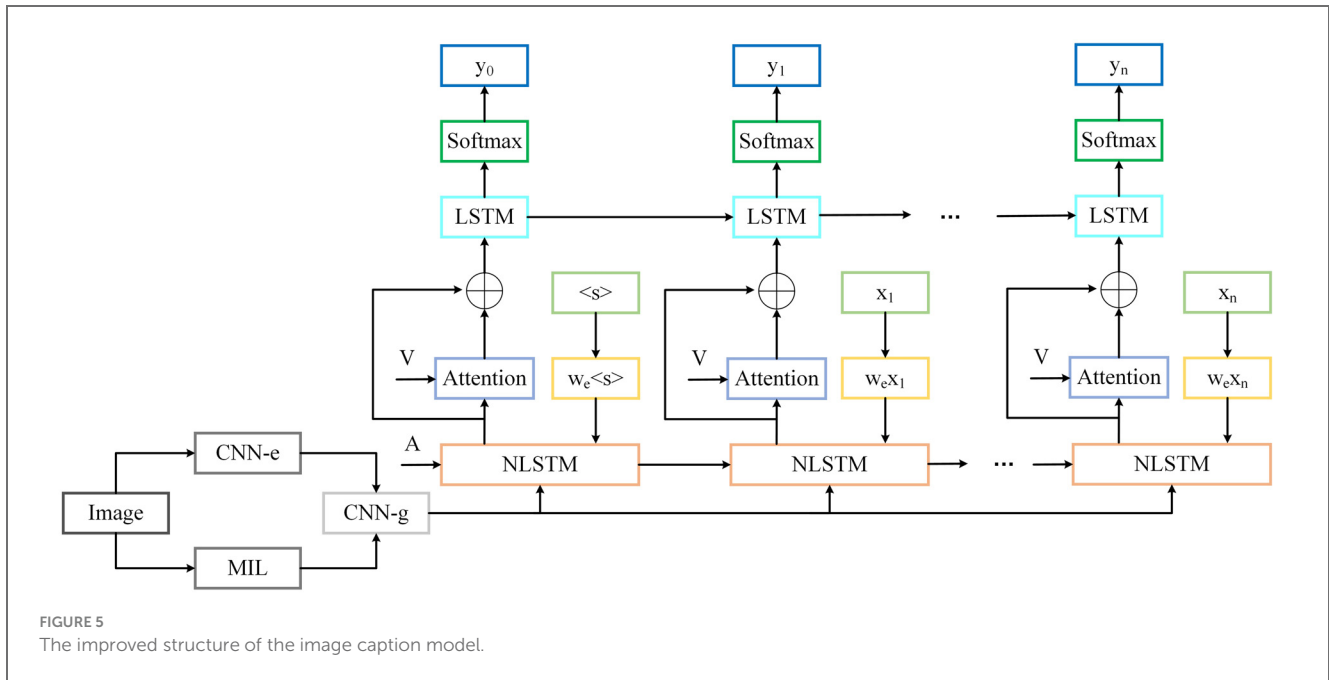 y₀ y₁ yₙ
Softmax Softmax Softmax
LSTM LSTM ... LSTM
<s> x₁ xₙ
V V V
Attention wₑ<s> Attention wₑx₁ Attention wₑxₙ
A
CNN-e NLSTM NLSTM ... NLSTM
Image CNN-g
MIL
FIGURE 5
The improved structure of the image caption model.